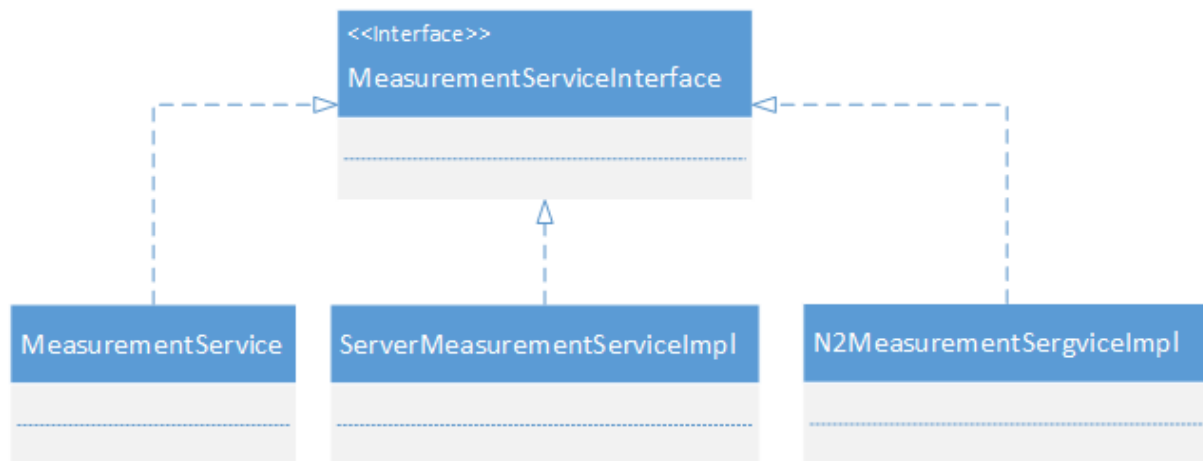 <<Interface>>
MeasurementServiceInterface
MeasurementService
ServerMeasurementServiceImpl
N2MeasurementSergviceImpl